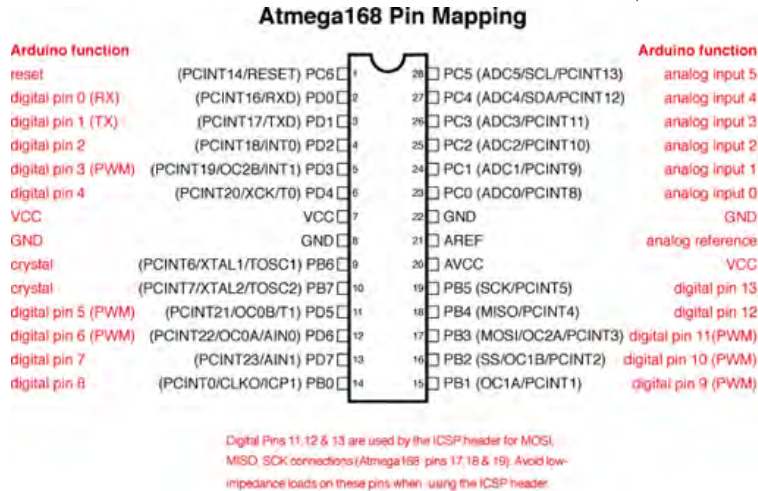 Atmega168 Pin Mapping
Arduino function Arduino function
reset (PCINT14/RESET) PC6 1 28 PC5 (ADC5/SCL/PCINT13) analog input 5
digital pin 0 (RX) (PCINT16/RXD) PD0 2 27 PC4 (ADC4/SDA/PCINT12) analog input 4
digital pin 1 (TX) (PCINT17/TXD) PD1 3 26 PC3 (ADC3/PCINT11) analog input 3
digital pin 2 (PCINT18/INT0) PD2 4 25 PC2 (ADC2/PCINT10) analog input 2
digital pin 3 (PWM) (PCINT19/OC2B/INT1) PD3 5 24 PC1 (ADC1/PCINT9) analog input 1
digital pin 4 (PCINT20/XCK/T0) PD4 6 23 PC0 (ADC0/PCINT8) analog input 0
VCC VCC 7 22 GND GND
GND GND 8 21 AREF analog reference
crystal (PCINT6/XTAL1/TOSC1) PB6 9 20 AVCC VCC
crystal (PCINT7/XTAL2/TOSC2) PB7 10 19 PB5 (SCK/PCINT5) digital pin 13
digital pin 5 (PWM) (PCINT21/OC0B/T1) PD5 11 18 PB4 (MISO/PCINT4) digital pin 12
digital pin 6 (PWM) (PCINT22/OC0A/AIN0) PD6 12 17 PB3 (MOSI/OC2A/PCINT3) digital pin 11(PWM)
digital pin 7 (PCINT23/AIN1) PD7 13 16 PB2 (SS/OC1B/PCINT2) digital pin 10 (PWM)
digital pin 8 (PCINT0/CLKO/ICP1) PB0 14 15 PB1 (OC1A/PCINT1) digital pin 9 (PWM)
Digital Pins 11,12 & 13 are used by the ICSP header for MOSI,
MISO, SCK connections (Atmega168 pins 17,18 & 19). Avoid low-
impedance loads on these pins when using the ICSP header.